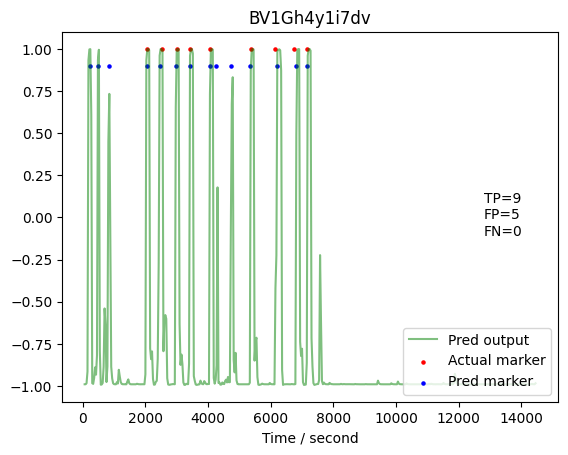 BV1Gh4y1i7dv
1.00
0.75
0.50
0.25
0.00
−0.25
−0.50
−0.75
−1.00
TP=9
FP=5
FN=0
Pred output
Actual marker
Pred marker
0 2000 4000 6000 8000 10000 12000 14000
Time / second